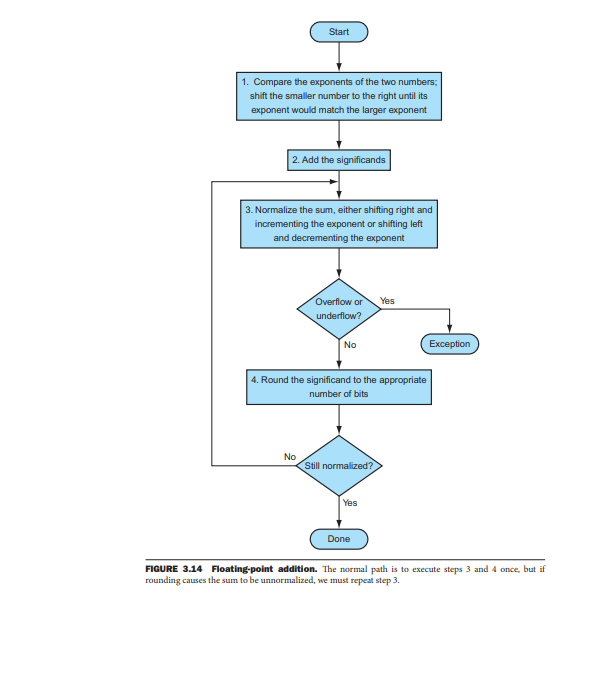 Start
1. Compare the exponents of the two numbers;
shift the smaller number to the right until its
exponent would match the larger exponent
2. Add the significands
3. Normalize the sum, either shifting right and
incrementing the exponent or shifting left
and decrementing the exponent
Overflow or
underflow?
Yes
No
Exception
4. Round the significand to the appropriate
number of bits
No
Still normalized?
Yes
Done
FIGURE 3.14 Floating-point addition. The normal path is to execute steps 3 and 4 once, but if
rounding causes the sum to be unnormalized, we must repeat step 3.